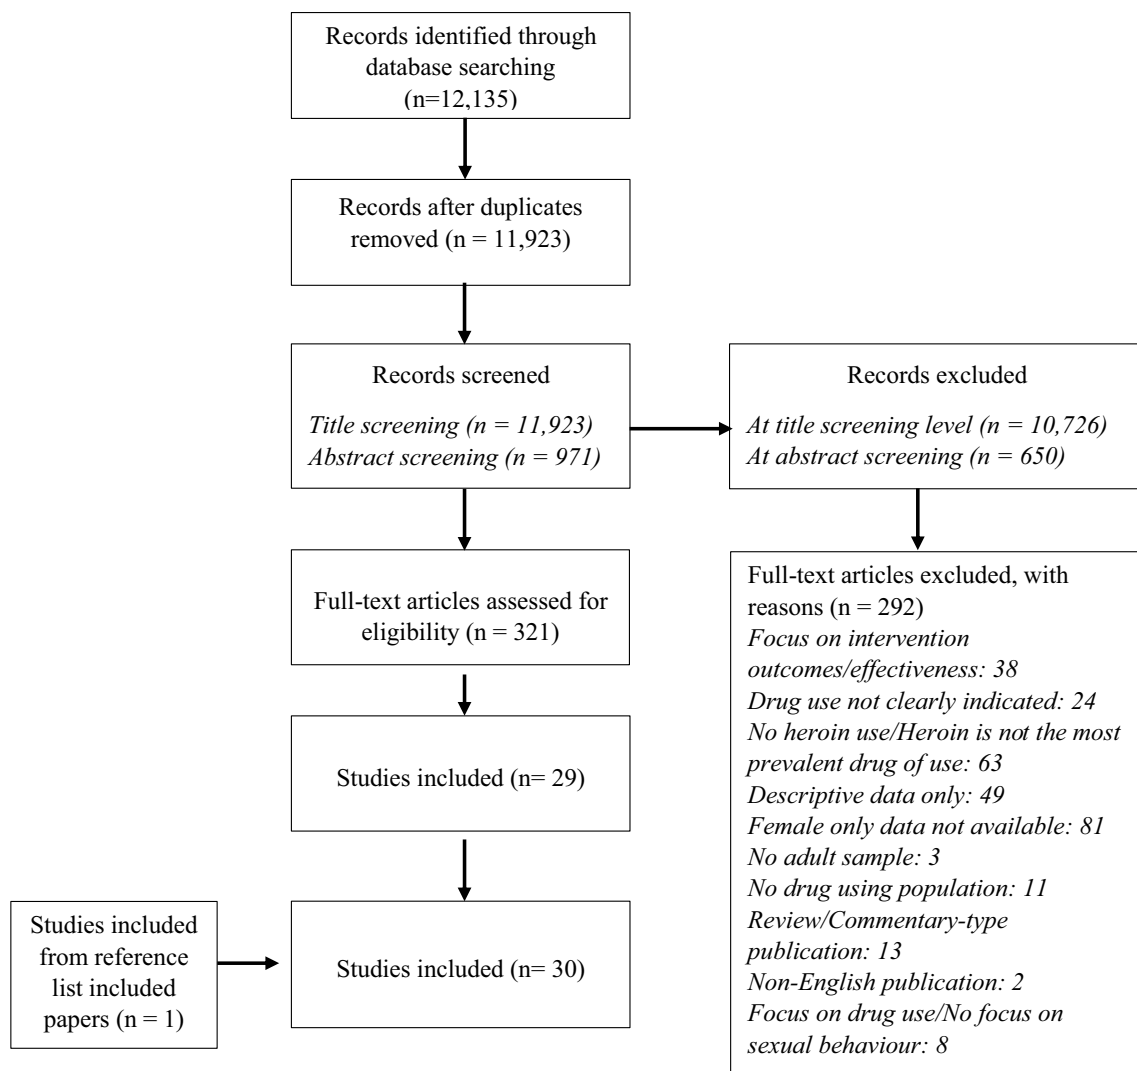 Records identified through
database searching
(n=12,135)
Records after duplicates
removed (n = 11,923)
Records screened
Title screening (n = 11,923)
Abstract screening (n = 971)
Records excluded
At title screening level (n = 10,726)
At abstract screening (n = 650)
Full-text articles assessed for
eligibility (n = 321)
Full-text articles excluded, with
reasons (n = 292)
Focus on intervention
outcomes/effectiveness: 38
Drug use not clearly indicated: 24
No heroin use/Heroin is not the most
prevalent drug of use: 63
Descriptive data only: 49
Female only data not available: 81
No adult sample: 3
No drug using population: 11
Review/Commentary-type
publication: 13
Non-English publication: 2
Focus on drug use/No focus on
sexual behaviour: 8
Studies included (n= 29)
Studies included
from reference
list included
papers (n = 1)
Studies included (n= 30)